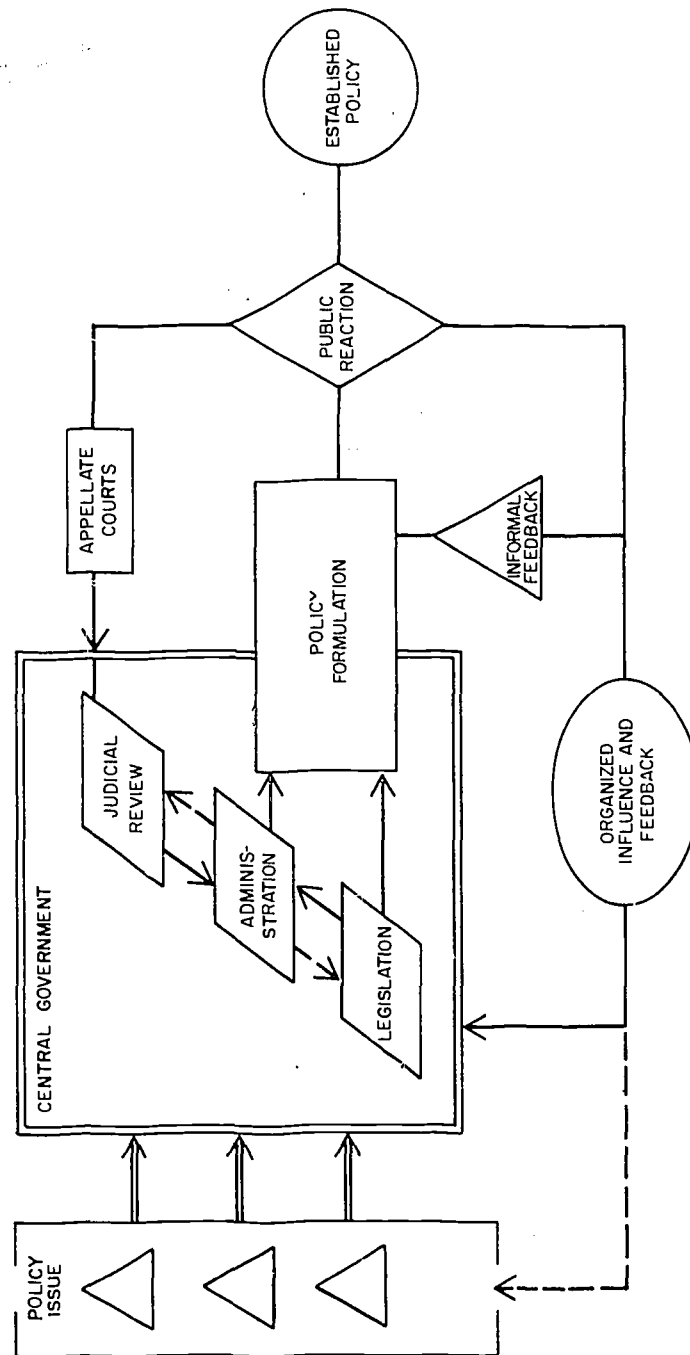 POLICY
ISSUE
CENTRAL GOVERNMENT
JUDICIAL
REVIEW
ADMINIS-
STRATION
LEGISLATION
POLICY
FORMULATION
APPELLATE
COURTS
PUBLIC
REACTION
ESTABLISHED
POLICY
INFORMAL
FEEDBACK
ORGANIZED
INFLUENCE AND
FEEDBACK